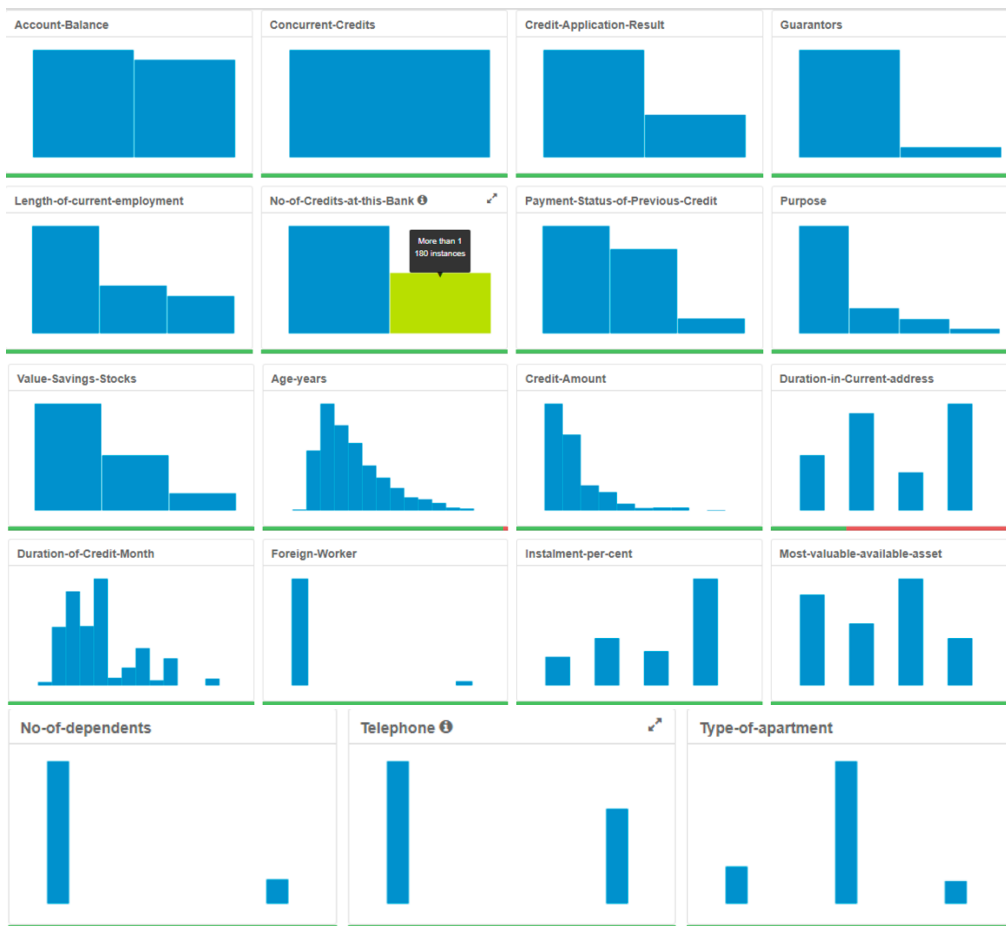 Account-Balance
Concurrent-Credits
Credit-Application-Result
Guarantors
Length-of-current-employment
No-of-Credits-at-this-Bank
More than 1
180 instances
Payment-Status-of-Previous-Credit
Purpose
Value-Savings-Stocks
Age-years
Credit-Amount
Duration-in-Current-address
Duration-of-Credit-Month
Foreign-Worker
Instalment-per-cent
Most-valuable-available-asset
No-of-dependents
Telephone
Type-of-apartment